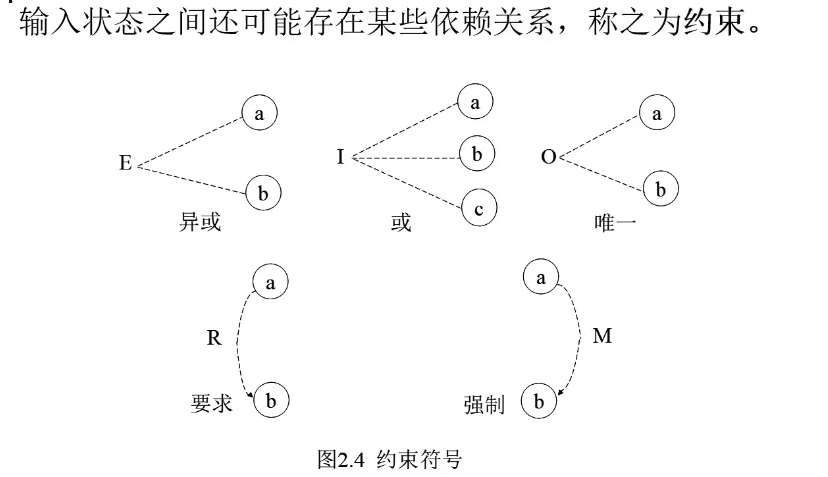 输入状态之间还可能存在某些依赖关系，称之为约束。
E a b
异或
I a b c
或
O a b
唯一
R a b
要求
a M b
强制
图2.4 约束符号